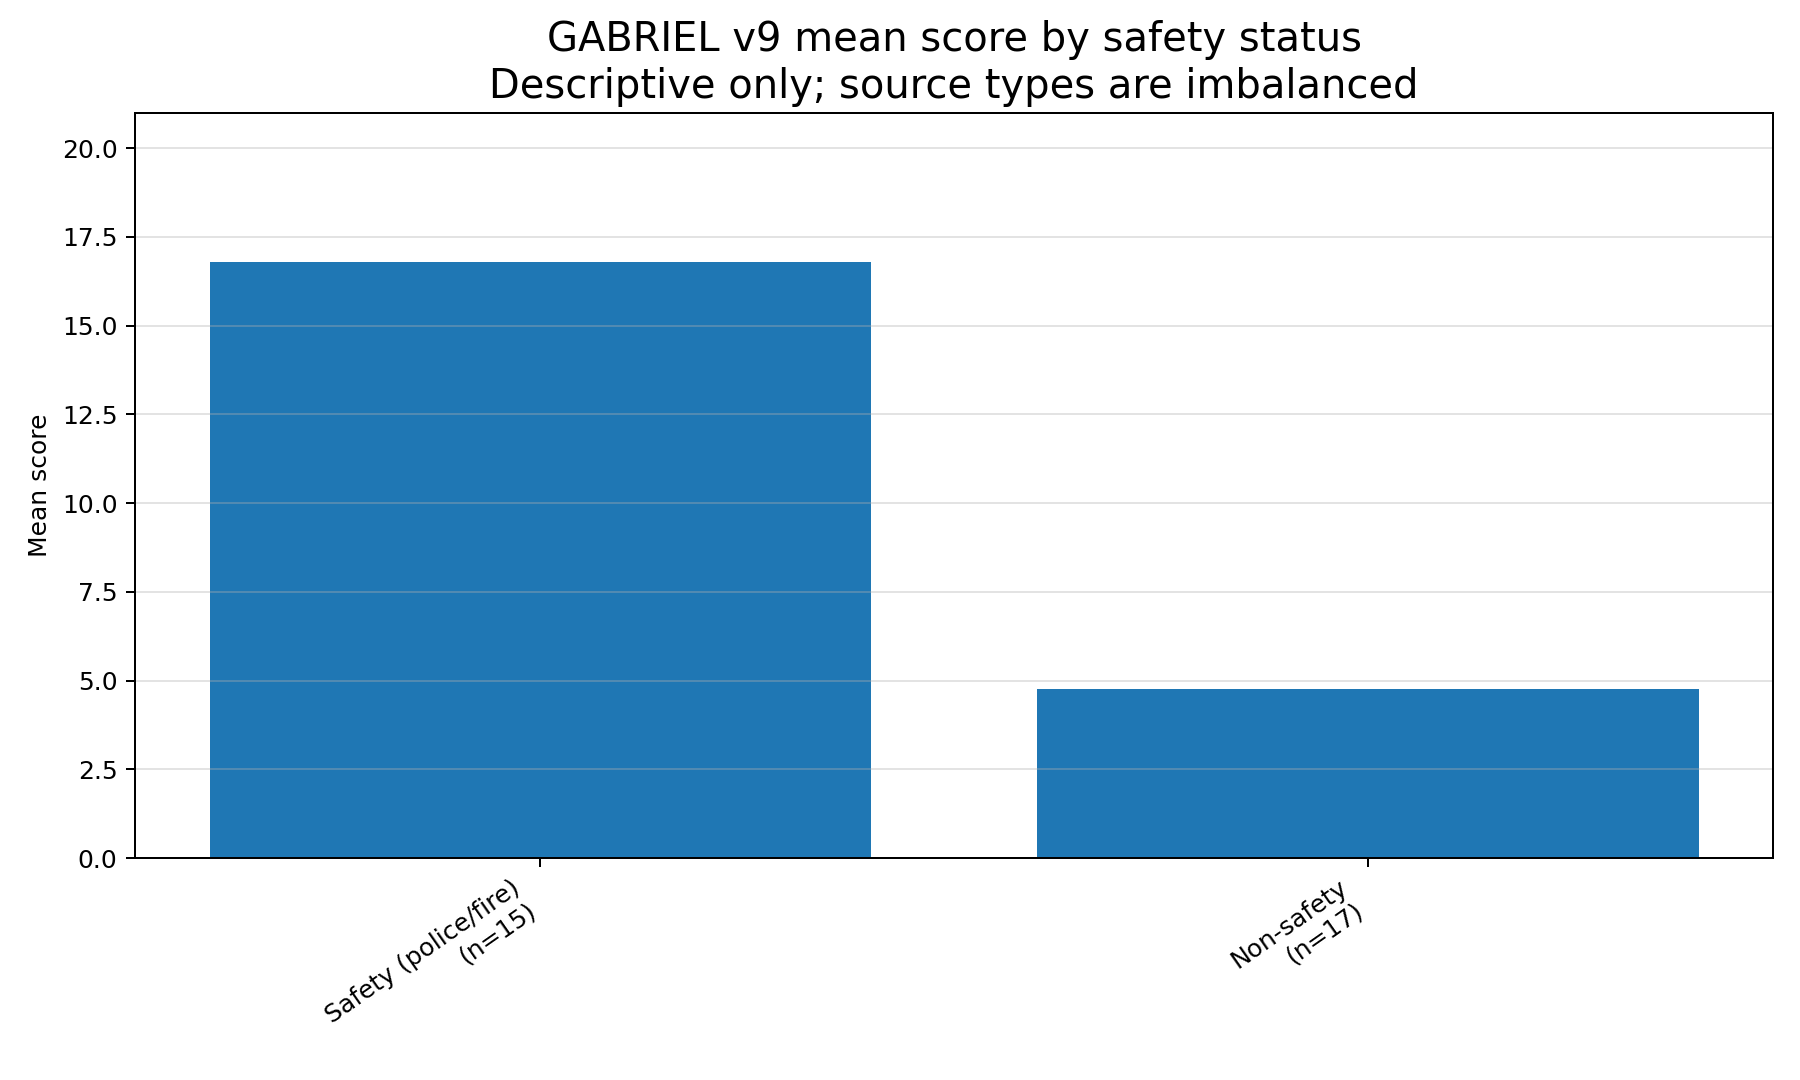 GABRIEL v9 mean score by safety status
Descriptive only; source types are imbalanced
Mean score
20.0
17.5
15.0
12.5
10.0
7.5
5.0
2.5
0.0
Safety (police/fire)
(n=15)
Non-safety
(n=17)